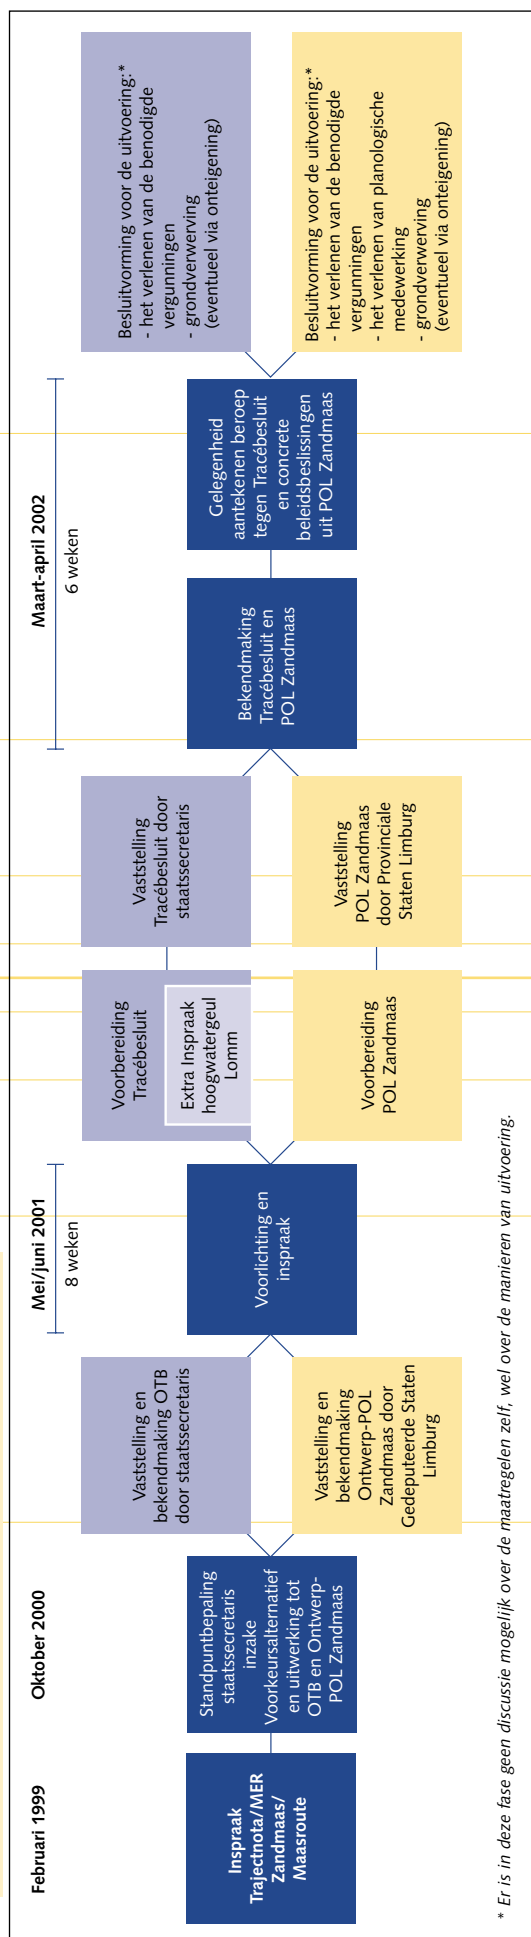 Februari 1999
Oktober 2000
Mei/juni 2001
8 weken
Maart-april 2002
6 weken
Inspraak
Trajectnota/MER
Zandmaas/
Maasroute
Standpuntbepaling
staatssecretaris
inzake
Voorkeursalternatief
en uitwerking tot
OTB en Ontwerp-
POL Zandmaas
Vaststelling en
bekendmaking OTB
door staatssecretaris
Vaststelling en
bekendmaking
Ontwerp-POL
Zandmaas door
Gedeputeerde Staten
Limburg
Voorlichting en
inspraak
Voorbereiding
Tracébesluit
Extra Inspraak
hoogwatergeul
Lomm
Voorbereiding
POL Zandmaas
Vaststelling
Tracébesluit door
staatssecretaris
Vaststelling
POL Zandmaas
door Provinciale
Staten Limburg
Bekendmaking
Tracébesluit en
POL Zandmaas
Gelegenheid
aantekenen beroep
tegen Tracébesluit
en concrete
beleidsbeslissingen
uit POL Zandmaas
Besluitvorming voor de uitvoering:*
- het verlenen van de benodigde
vergunningen
- grondverwerving
(eventueel via onteigening)
Besluitvorming voor de uitvoering:*
- het verlenen van de benodigde
vergunningen
- het verlenen van planologische
medewerking
- grondverwerving
(eventueel via onteigening)
* Er is in deze fase geen discussie mogelijk over de maatregelen zelf, wel over de manieren van uitvoering.